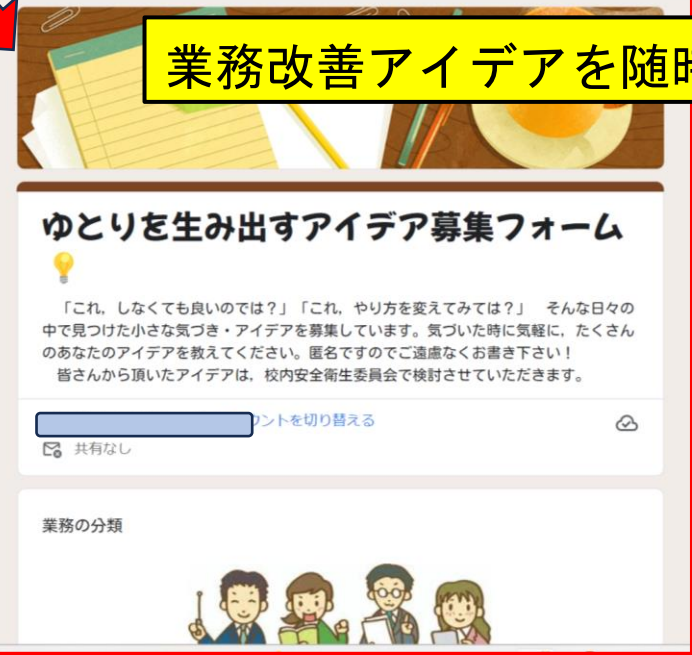 業務改善アイデアを随時
ゆとりを生み出すアイデア募集フォーム
「これ，しなくても良いのでは？」「これ，やり方を変えてみては？」　そんな日々の
中で見つけた小さな気づき・アイデアを募集しています。気づいた時に気軽に，たくさん
のあなたのアイデアを教えてください。匿名ですのでご遠慮なくお書き下さい！
皆さんから頂いたアイデアは，校内安全衛生委員会で検討させていただきます。
ウントを切り替える
共有なし
業務の分類